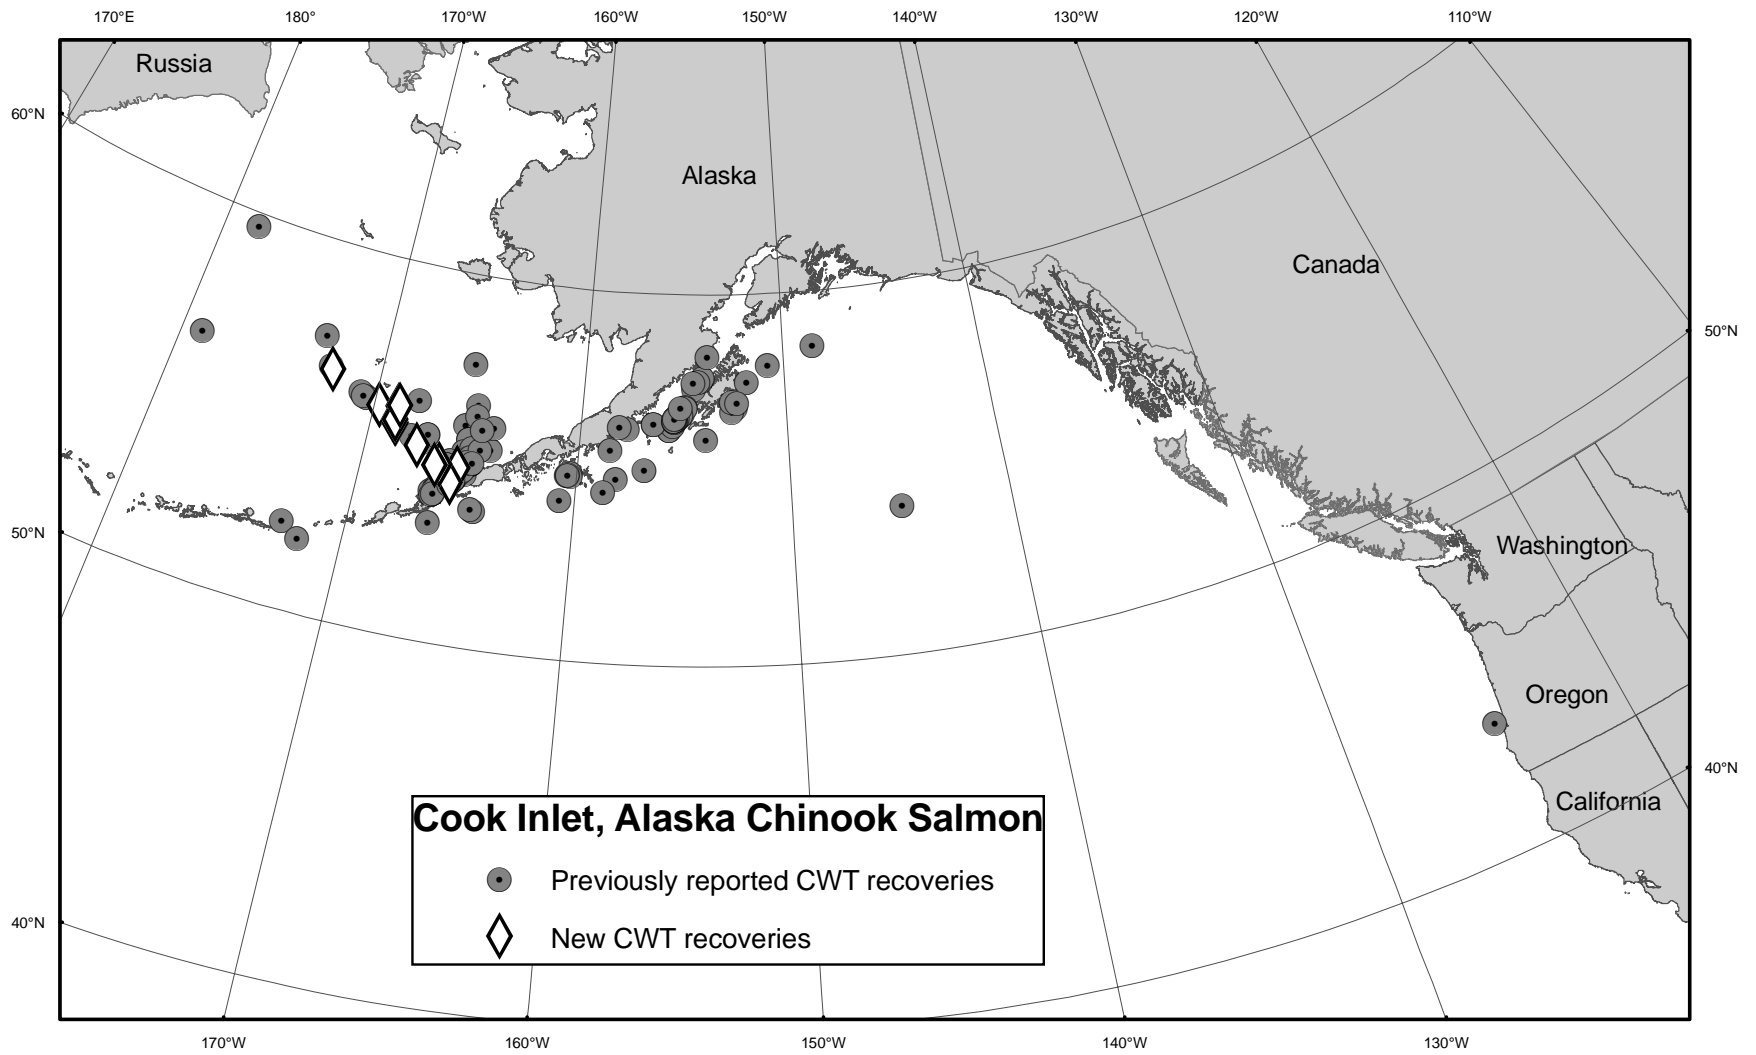 170°E 180° 170°W 160°W 150°W 140°W 130°W 120°W 110°W
Russia
60°N
Alaska
Canada
50°N
50°N
Washington
Oregon
40°N
California
Cook Inlet, Alaska Chinook Salmon
Previously reported CWT recoveries
40°N
New CWT recoveries
170°W 160°W 150°W 140°W 130°W